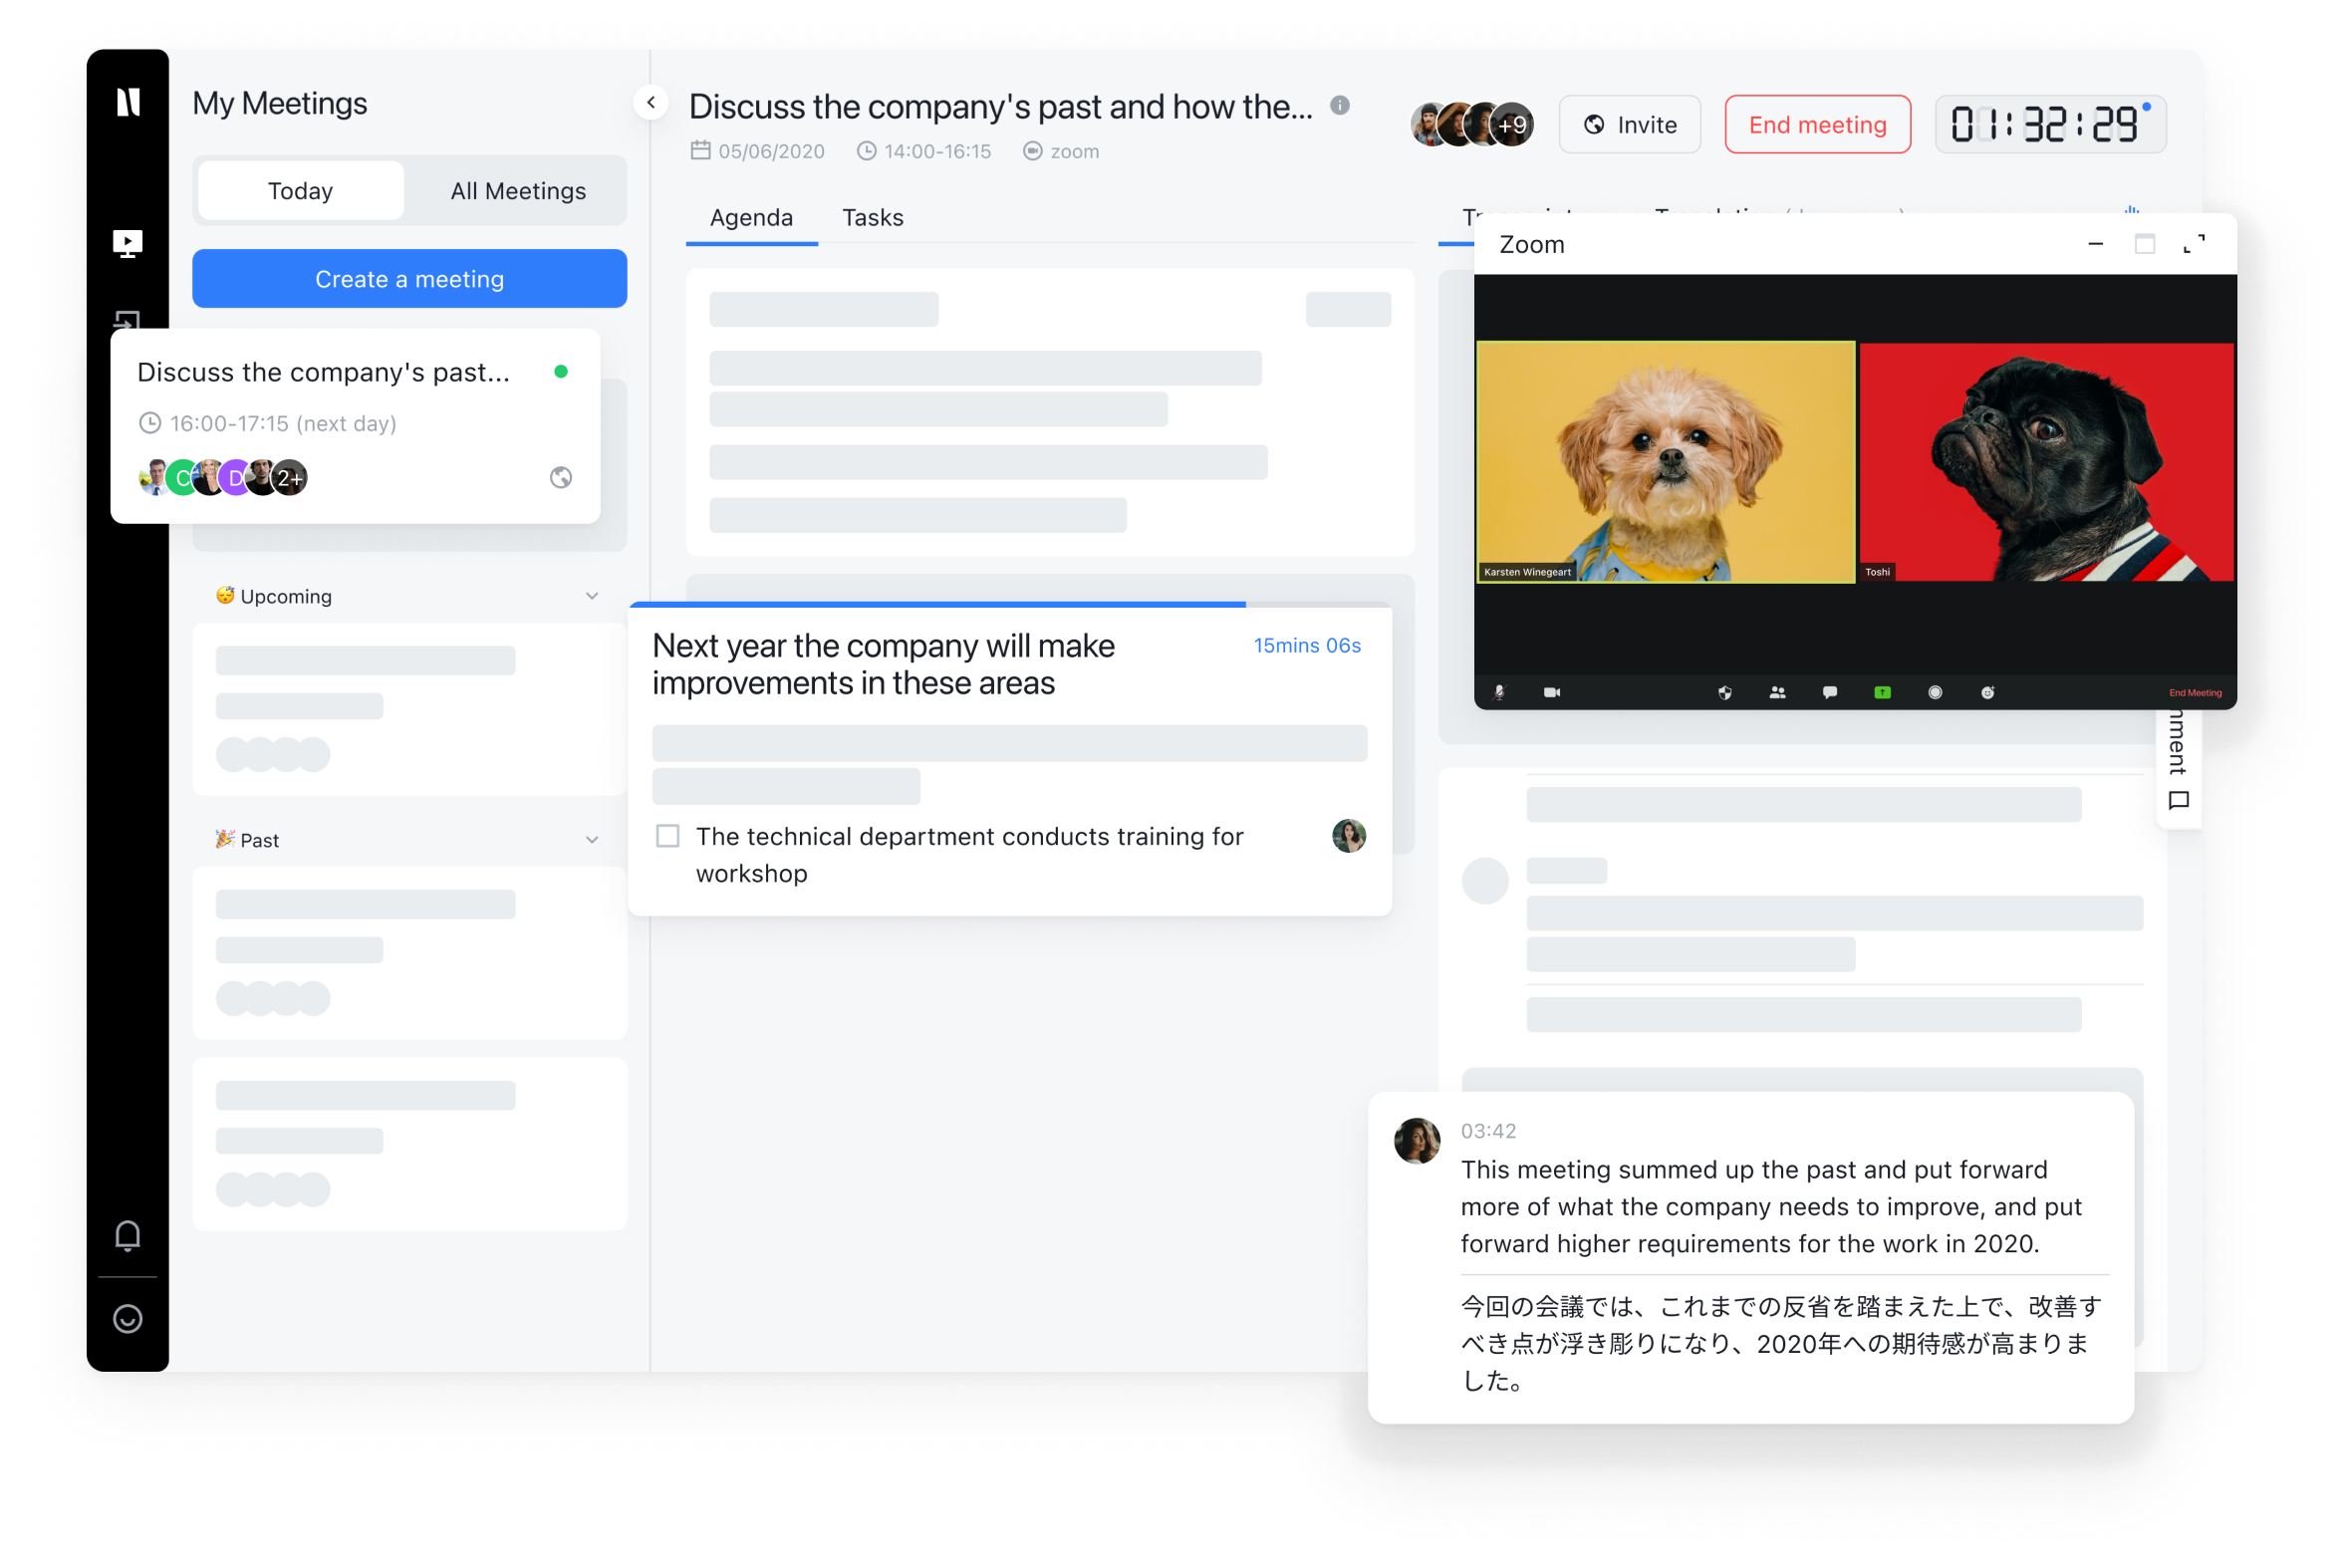 My Meetings
Today
All Meetings
Create a meeting
Discuss the company's past...
16:00-17:15 (next day)
C
D
2+
😴 Upcoming
🎉 Past
Discuss the company's past and how the...
05/06/2020
14:00-16:15
zoom
+9
Invite
End meeting
01:32:29
Agenda
Tasks
Zoom
Karsten Winegeart
Toshi
End Meeting
Next year the company will make
improvements in these areas
15mins 06s
The technical department conducts training for
workshop
03:42
This meeting summed up the past and put forward
more of what the company needs to improve, and put
forward higher requirements for the work in 2020.
今回の会議では、これまでの反省を踏まえた上で、改善す
べき点が浮き彫りになり、2020年への期待感が高まりま
した。